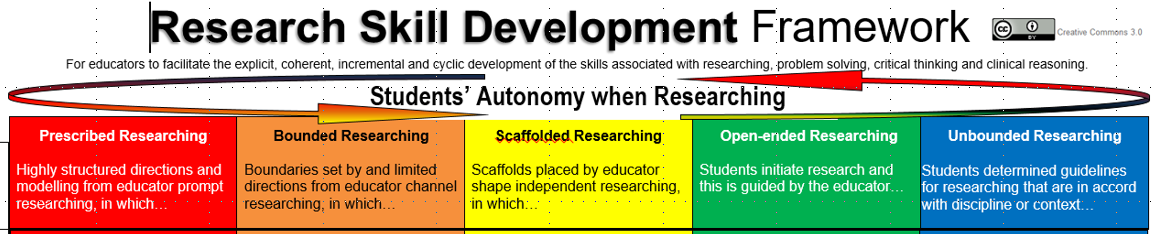 Research Skill Development Framework
cc BY Creative Commons 3.0
For educators to facilitate the explicit, coherent, incremental and cyclic development of the skills associated with researching, problem solving, critical thinking and clinical reasoning.
Students' Autonomy when Researching
Prescribed Researching
Highly structured directions and
modelling from educator prompt
researching, in which…
Bounded Researching
Boundaries set by and limited
directions from educator channel
researching, in which…
Scaffolded Researching
Scaffolds placed by educator
shape independent researching,
in which…
Open-ended Researching
Students initiate research and
this is guided by the educator…
Unbounded Researching
Students determined guidelines
for researching that are in accord
with discipline or context…